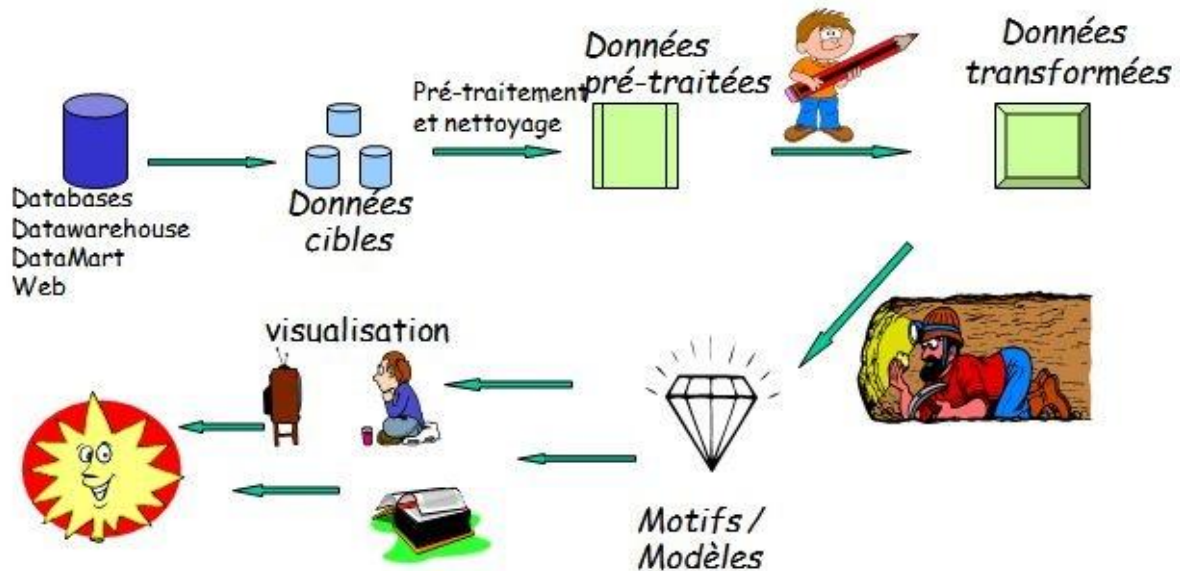 Données
pré-traitées
Données
transformées
Pré-traitement
et nettoyage
Databases
Datawarehouse
DataMart
Web
Données
cibles
visualisation
Motifs /
Modèles